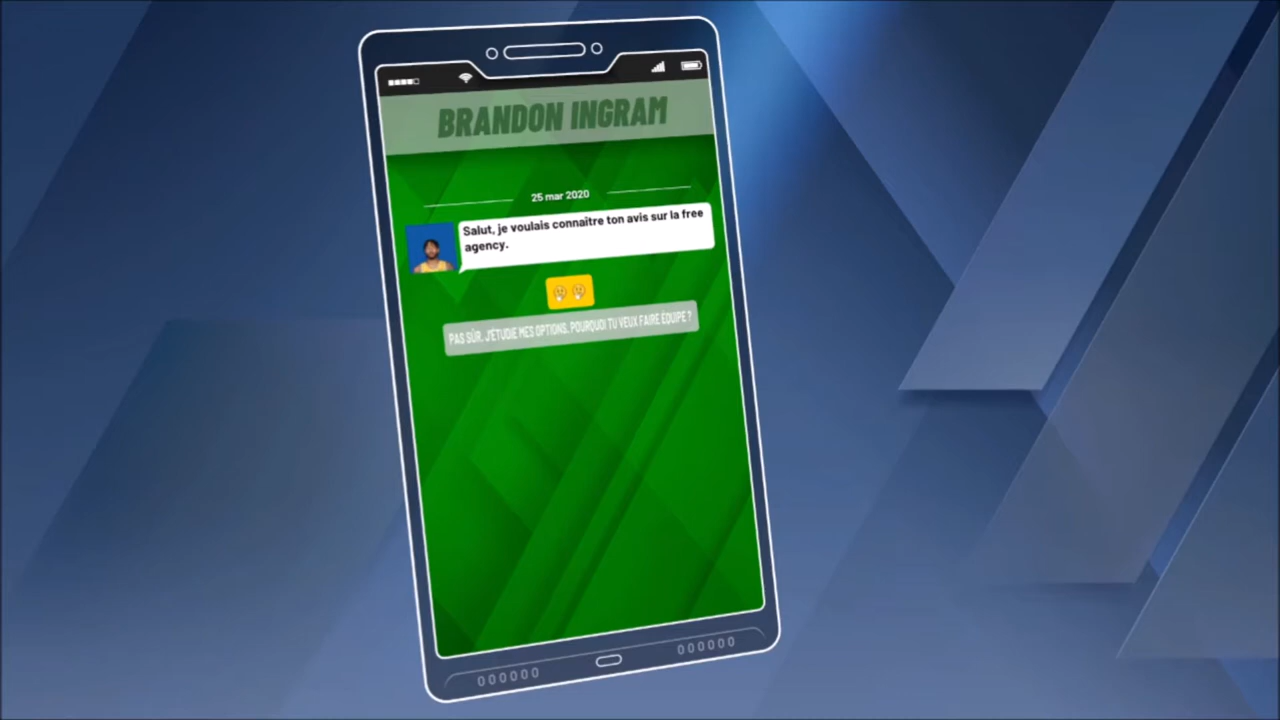 BRANDON INGRAM
25 mar 2020
Salut, je voulais connaître ton avis sur la free
agency.
PAS SÛR. J'ÉTUDIE MES OPTIONS. POURQUOI TU VEUX FAIRE ÉQUIPE ?